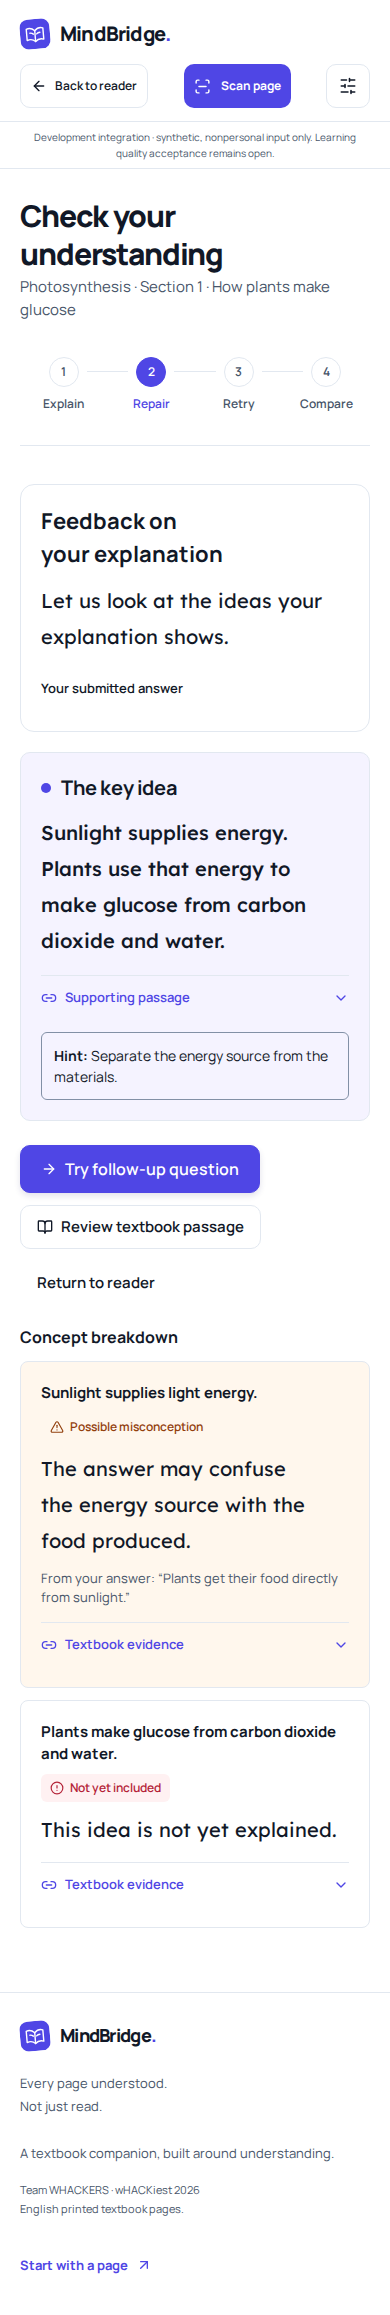 MindBridge.
Back to reader
Scan page
Development integration · synthetic, nonpersonal input only. Learning
quality acceptance remains open.
Check your
understanding
Photosynthesis · Section 1 · How plants make
glucose
1
2
3
4
Explain
Repair
Retry
Compare
Feedback on
your explanation
Let us look at the ideas your
explanation shows.
Your submitted answer
The key idea
Sunlight supplies energy.
Plants use that energy to
make glucose from carbon
dioxide and water.
Supporting passage
Hint: Separate the energy source from the
materials.
Try follow-up question
Review textbook passage
Return to reader
Concept breakdown
Sunlight supplies light energy.
Possible misconception
The answer may confuse
the energy source with the
food produced.
From your answer: “Plants get their food directly
from sunlight.”
Textbook evidence
Plants make glucose from carbon dioxide
and water.
Not yet included
This idea is not yet explained.
Textbook evidence
MindBridge.
Every page understood.
Not just read.
A textbook companion, built around understanding.
Team WHACKERS · wHACKiest 2026
English printed textbook pages.
Start with a page